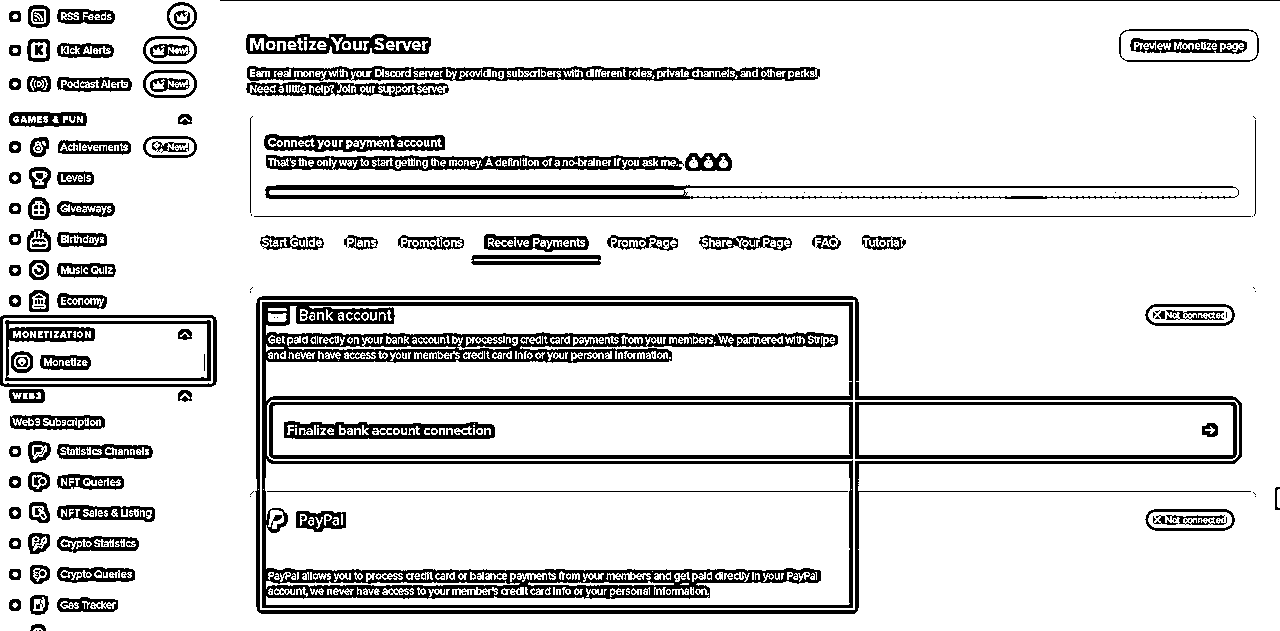 RSS Feeds
Kick Alerts New!
Podcast Alerts New!
GAMES & FUN
Achievements New!
Levels
Giveaways
Birthdays
Music Quiz
Economy
MONETIZATION
Monetize
WEB3
Web3 Subscription
Statistics Channels
NFT Queries
NFT Sales & Listing
Crypto Statistics
Crypto Queries
Gas Tracker
Monetize Your Server
Preview Monetize page
Earn real money with your Discord server by providing subscribers with different roles, private channels, and other perks!
Need a little help? Join our support server
Connect your payment account
That's the only way to start getting the money. A definition of a no-brainer if you ask me.
Start Guide Plans Promotions Receive Payments Promo Page Share Your Page FAQ Tutorial
Bank account
Not connected
Get paid directly on your bank account by processing credit card payments from your members. We partnered with Stripe
and never have access to your member's credit card info or your personal information.
Finalize bank account connection
PayPal
Not connected
PayPal allows you to process credit card or balance payments from your members and get paid directly in your PayPal
account, we never have access to your member's credit card info or your personal information.